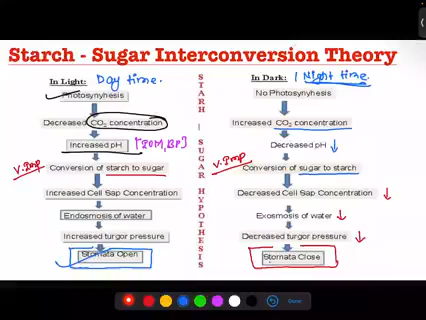 Starch - Sugar Interconversion Theory
In Light: Day time.
Photosynyhesis
Decreased CO2 concentration
Increased pH
Conversion of starch to sugar
V.Imp
Increased Cell Sap Concentration
Endosmosis of water
Increased turgor pressure
Stomata Open
STARH | SUGAR HYPOTHESIS
In Dark: Night time.
No Photosynyhesis
Increased CO2 concentration
Decreased pH
V.Imp
Conversion of sugar to starch
Decreased Cell Sap Concentration
Exosmosis of water
Decreased turgor pressure
Stomata Close
Done